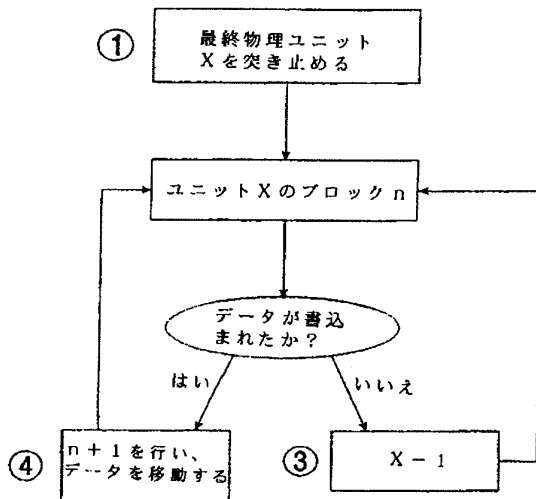 ①
最終物理ユニット
Xを突き止める
ユニットXのブロックn
データが書込
まれたか?
はい
いいえ
④
n+1を行い、
データを移動する
③
X-1